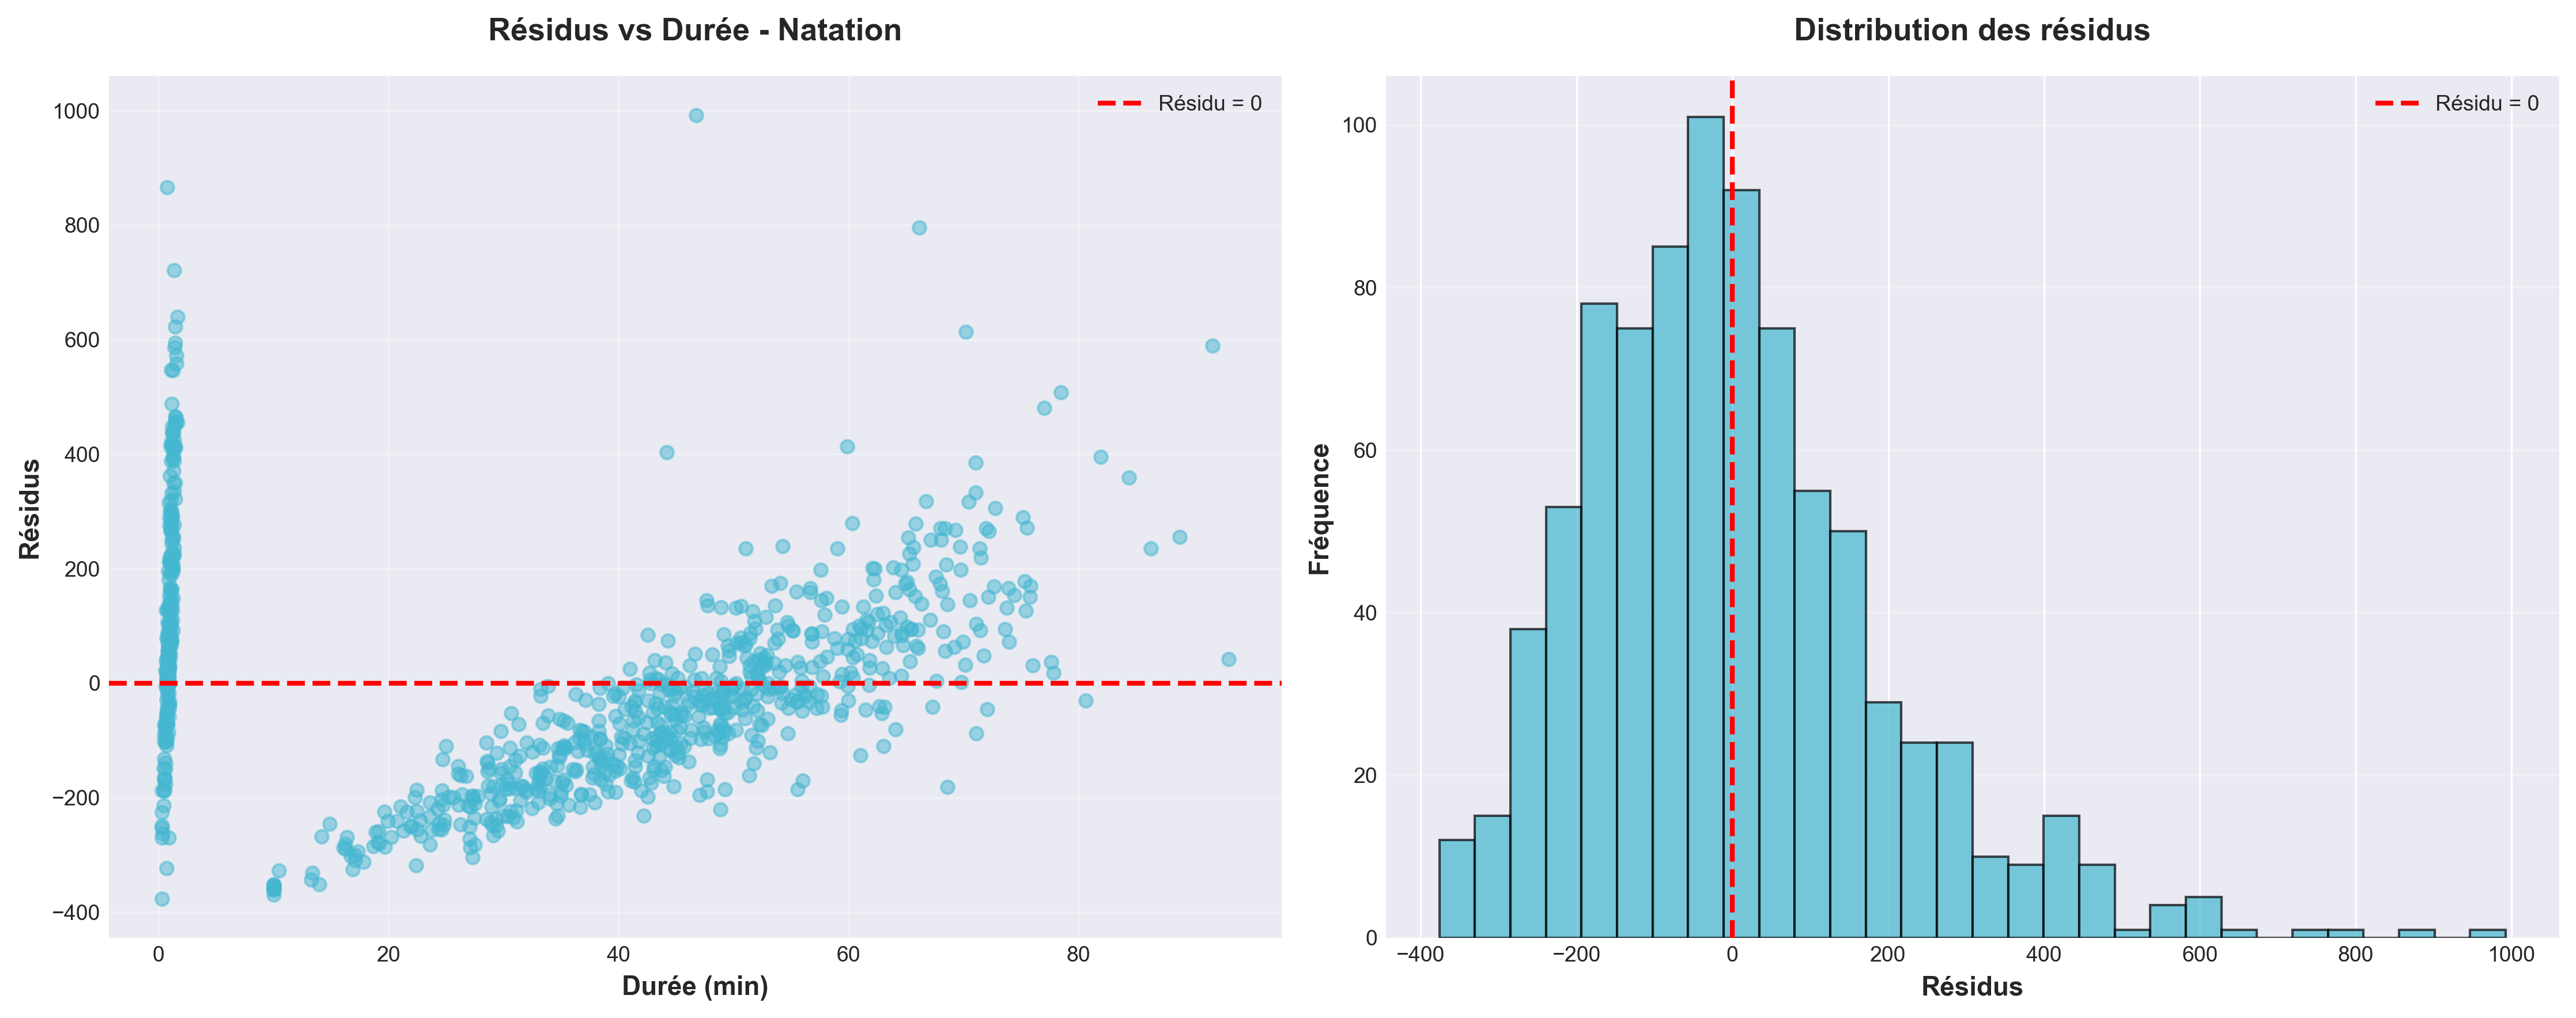 Résidus vs Durée - Natation
Résidu = 0
1000
800
600
400
200
0
−200
−400
0 20 40 60 80
Résidus
Durée (min)
Distribution des résidus
Résidu = 0
100
80
60
40
20
0
−400 −200 0 200 400 600 800 1000
Fréquence
Résidus